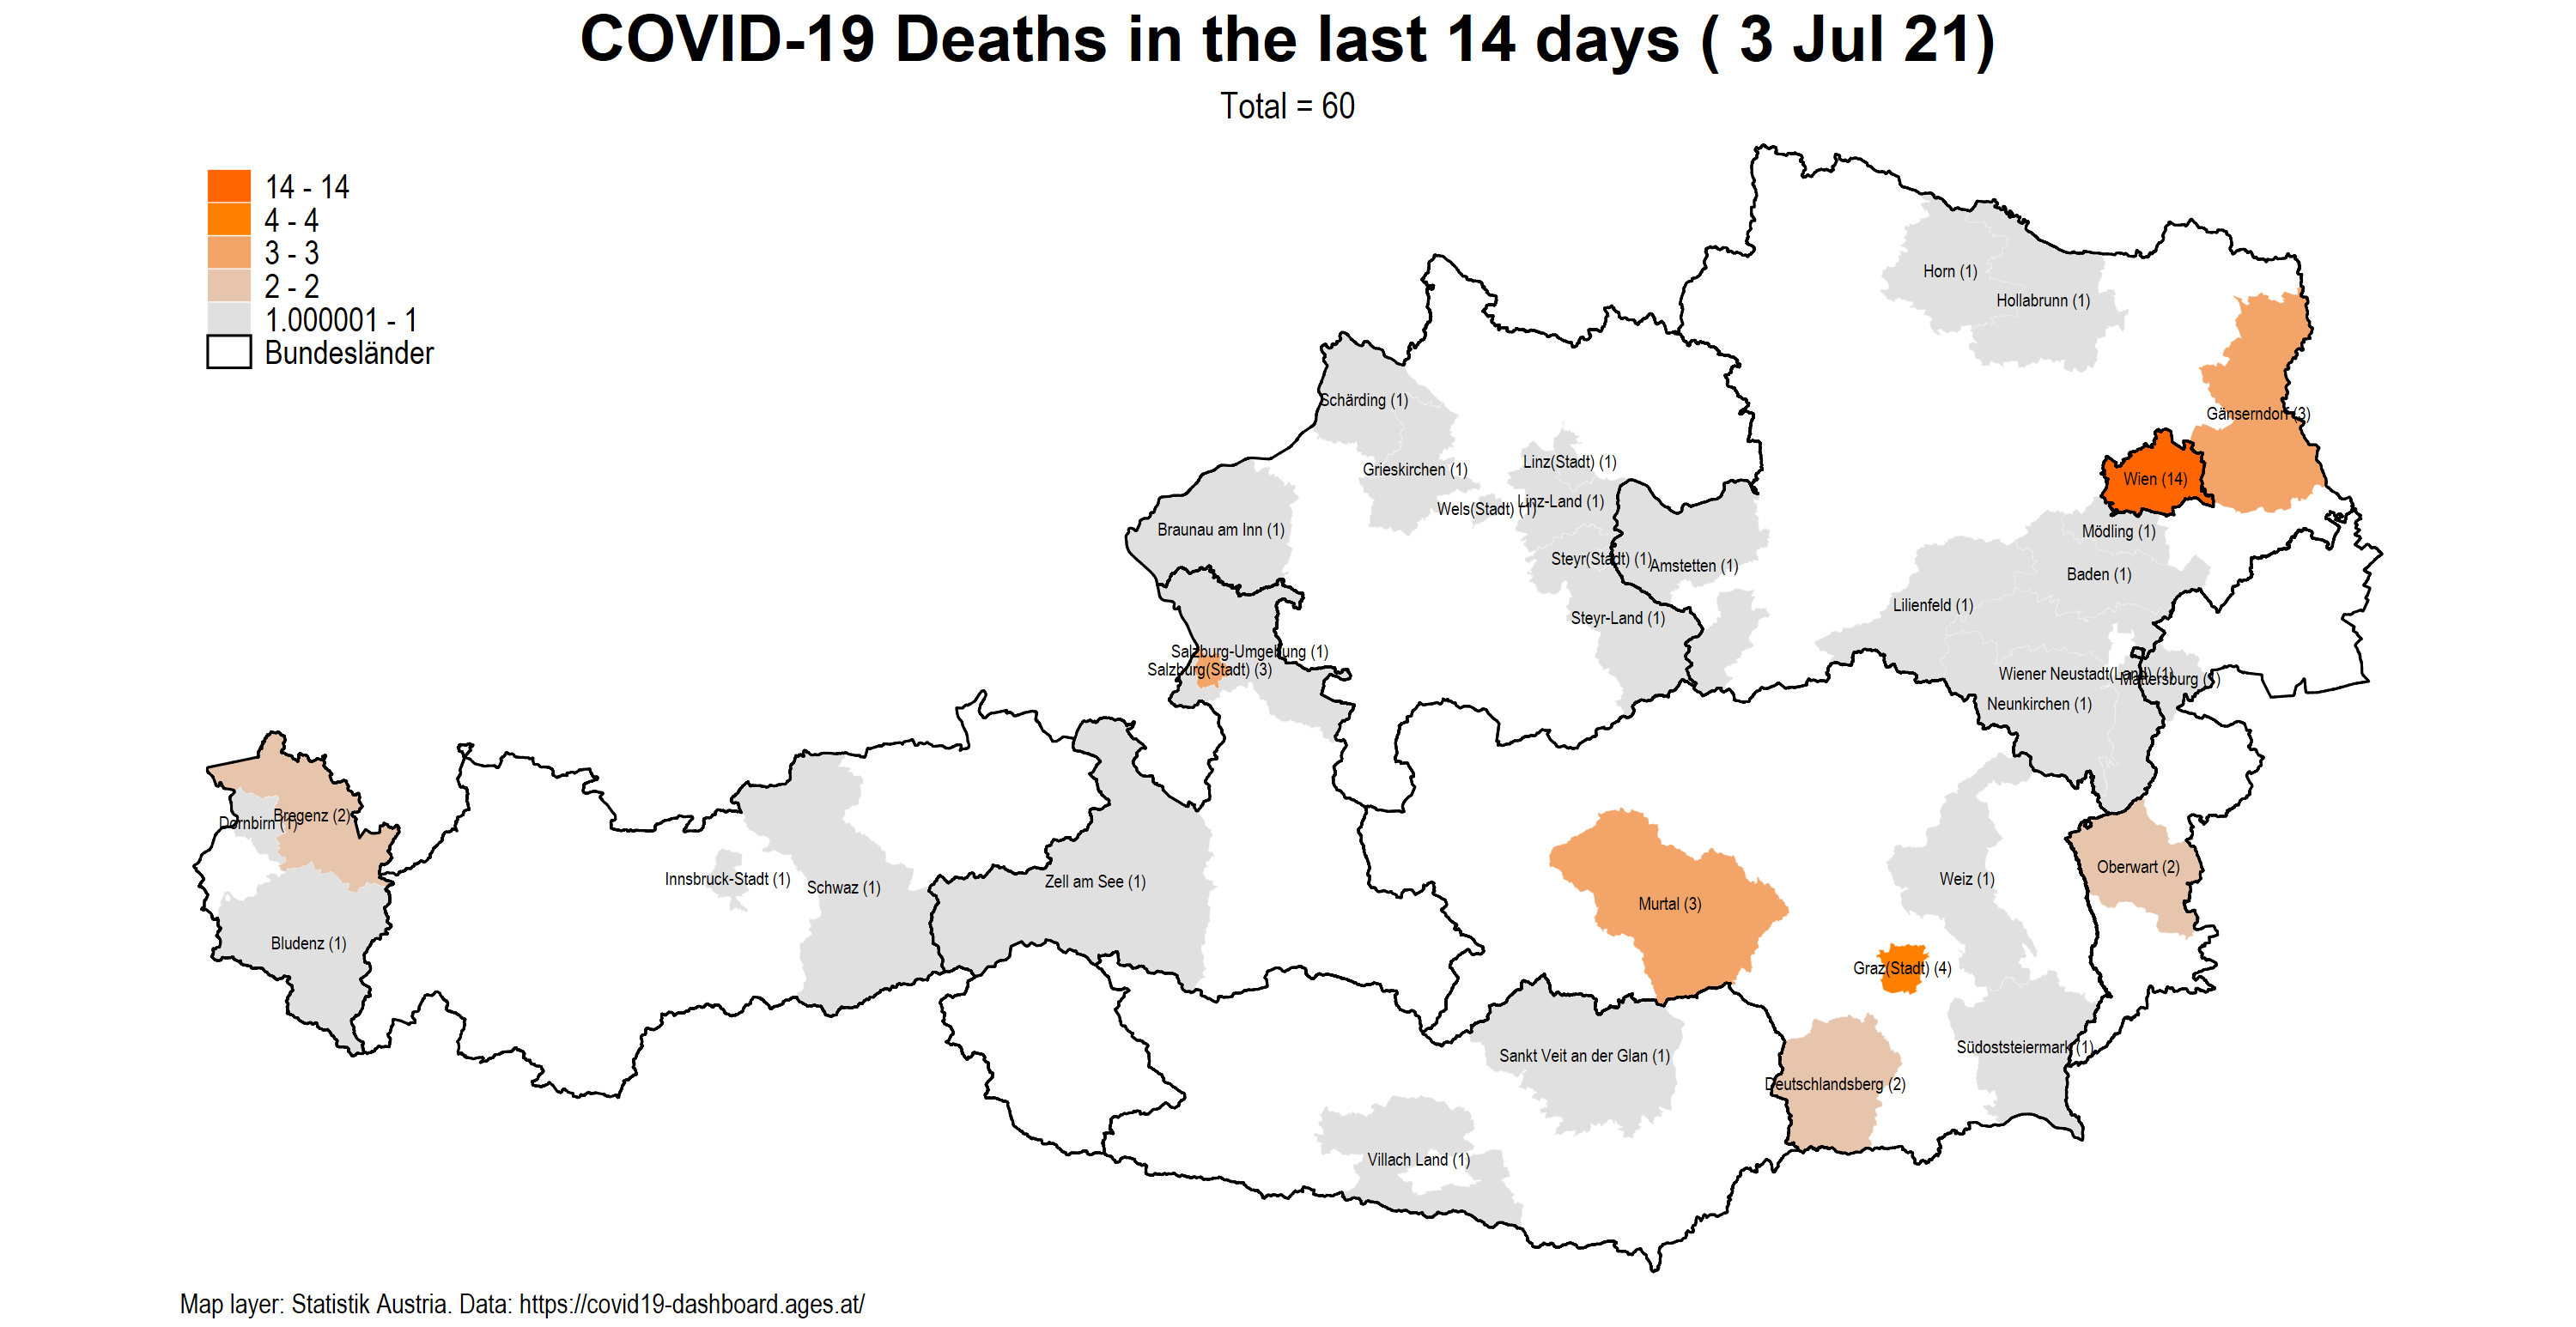 COVID-19 Deaths in the last 14 days ( 3 Jul 21)
Total = 60
14 - 14
4 - 4
3 - 3
2 - 2
1.000001 - 1
Bundesländer
Horn (1)
Hollabrunn (1)
Schärding (1)
Gänserndorf (3)
Grieskirchen (1)
Linz(Stadt) (1)
Wien (14)
Linz-Land (1)
Wels(Stadt) (1)
Braunau am Inn (1)
Mödling (1)
Steyr(Stadt) (1)
Amstetten (1)
Baden (1)
Lilienfeld (1)
Steyr-Land (1)
Salzburg-Umgebung (1)
Salzburg(Stadt) (3)
Wiener Neustadt(Land) (1)
Mattersburg (1)
Neunkirchen (1)
Bregenz (2)
Dornbirn (1)
Oberwart (2)
Innsbruck-Stadt (1)
Schwaz (1)
Zell am See (1)
Weiz (1)
Murtal (3)
Bludenz (1)
Graz(Stadt) (4)
Südoststeiermark (1)
Sankt Veit an der Glan (1)
Deutschlandsberg (2)
Villach Land (1)
Map layer: Statistik Austria. Data: https://covid19-dashboard.ages.at/